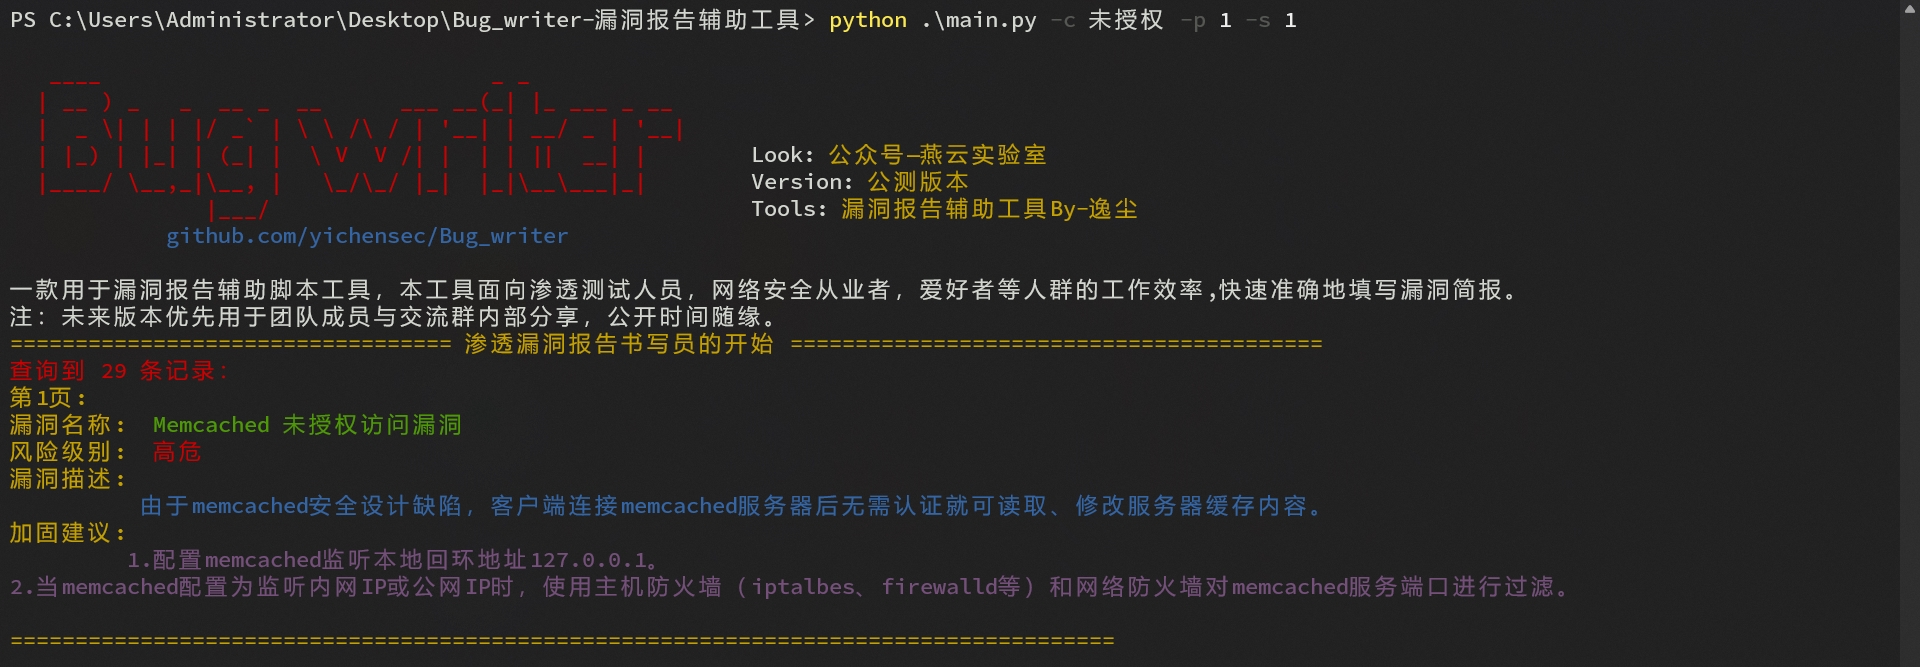 PS C:\Users\Administrator\Desktop\Bug_writer-漏洞报告辅助工具> python .\main.py -c 未授权 -p 1 -s 1
Bug writer
Look: 公众号—燕云实验室
Version: 公测版本
Tools: 漏洞报告辅助工具By-逸尘
github.com/yichensec/Bug_writer
一款用于漏洞报告辅助脚本工具，本工具面向渗透测试人员，网络安全从业者，爱好者等人群的工作效率,快速准确地填写漏洞简报。
注：未来版本优先用于团队成员与交流群内部分享，公开时间随缘。
================================== 渗透漏洞报告书写员的开始 =========================================
查询到 29 条记录：
第1页：
漏洞名称： Memcached 未授权访问漏洞
风险级别： 高危
漏洞描述：
由于memcached安全设计缺陷，客户端连接memcached服务器后无需认证就可读取、修改服务器缓存内容。
加固建议：
1.配置memcached监听本地回环地址127.0.0.1。
2.当memcached配置为监听内网IP或公网IP时，使用主机防火墙（iptalbes、firewalld等）和网络防火墙对memcached服务端口进行过滤。
=====================================================================================